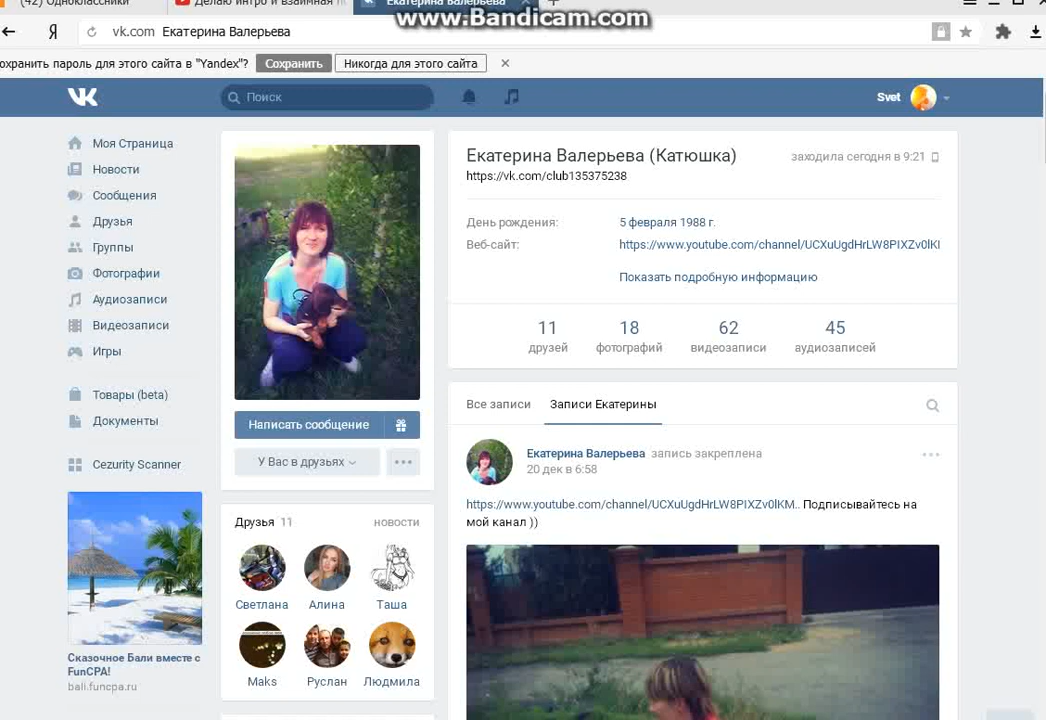 (42) Одноклассники
Делаю интро и взаимная по
Екатерина Валерьева
www.Bandicam.com
Я
vk.com Екатерина Валерьева
охранить пароль для этого сайта в "Yandex"? Сохранить Никогда для этого сайта
Поиск
Svet
Моя Страница
Новости
Сообщения
Друзья
Группы
Фотографии
Аудиозаписи
Видеозаписи
Игры
Товары (beta)
Документы
Cezurity Scanner
Сказочное Бали вместе с
FunCPA!
bali.funcpa.ru
Написать сообщение
У Вас в друзьях
Друзья 11 новости
Светлана Алина Таша
Maks Руслан Людмила
Екатерина Валерьева (Катюшка) заходила сегодня в 9:21
https://vk.com/club135375238
День рождения: 5 февраля 1988 г.
Веб-сайт: https://www.youtube.com/channel/UCXuUgdHrLW8PIXZv0lKI
Показать подробную информацию
11 18 62 45
друзей фотографий видеозаписи аудиозаписей
Все записи Записи Екатерины
Екатерина Валерьева запись закреплена
20 дек в 6:58
https://www.youtube.com/channel/UCXuUgdHrLW8PIXZv0lKM.. Подписывайтесь на
мой канал ))